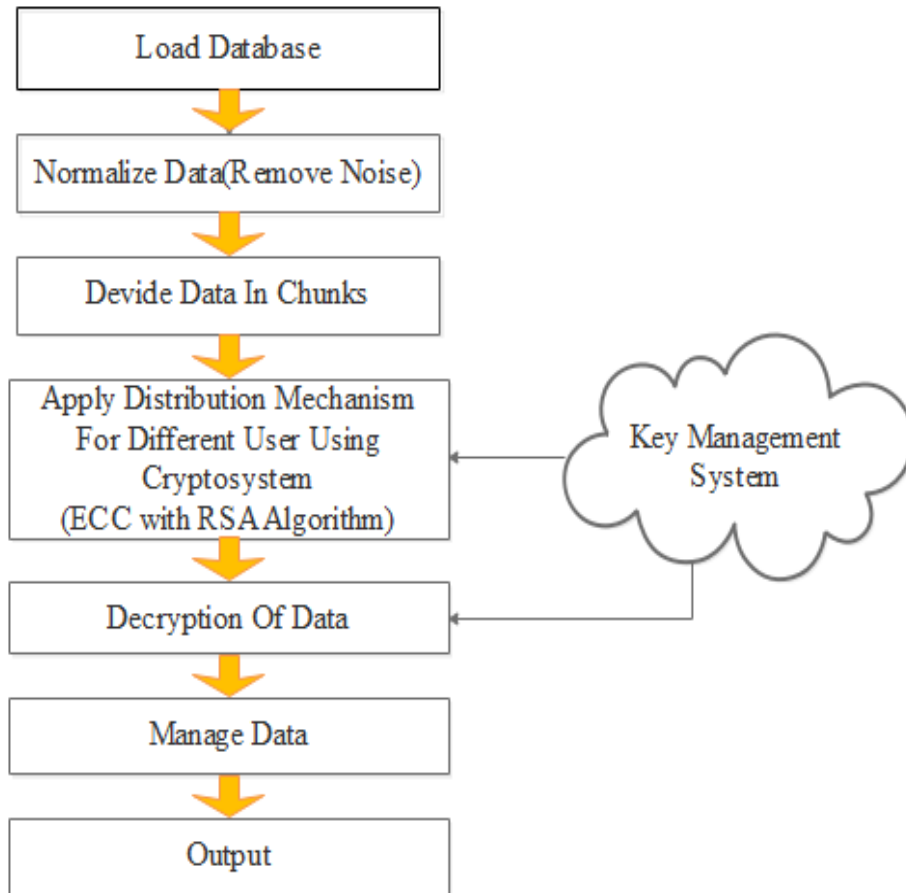 Load Database
Normalize Data(Remove Noise)
Devide Data In Chunks
Apply Distribution Mechanism
For Different User Using
Cryptosystem
(ECC with RSA Algorithm)
Key Management
System
Decryption Of Data
Manage Data
Output